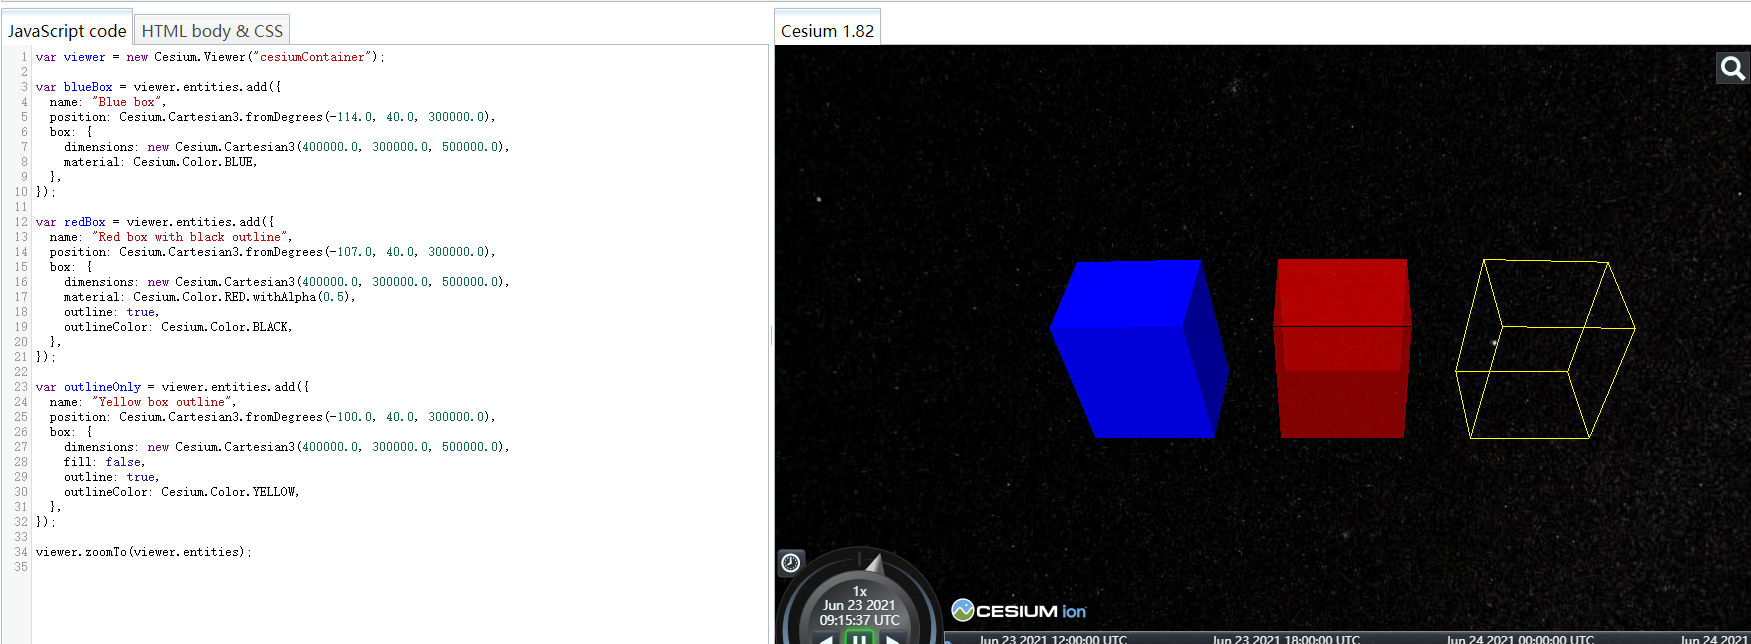 JavaScript code
HTML body & CSS
1 var viewer = new Cesium.Viewer("cesiumContainer");
2
3 var blueBox = viewer.entities.add({
4   name: "Blue box",
5   position: Cesium.Cartesian3.fromDegrees(-114.0, 40.0, 300000.0),
6   box: {
7     dimensions: new Cesium.Cartesian3(400000.0, 300000.0, 500000.0),
8     material: Cesium.Color.BLUE,
9   },
10 });
11
12 var redBox = viewer.entities.add({
13   name: "Red box with black outline",
14   position: Cesium.Cartesian3.fromDegrees(-107.0, 40.0, 300000.0),
15   box: {
16     dimensions: new Cesium.Cartesian3(400000.0, 300000.0, 500000.0),
17     material: Cesium.Color.RED.withAlpha(0.5),
18     outline: true,
19     outlineColor: Cesium.Color.BLACK,
20   },
21 });
22
23 var outlineOnly = viewer.entities.add({
24   name: "Yellow box outline",
25   position: Cesium.Cartesian3.fromDegrees(-100.0, 40.0, 300000.0),
26   box: {
27     dimensions: new Cesium.Cartesian3(400000.0, 300000.0, 500000.0),
28     fill: false,
29     outline: true,
30     outlineColor: Cesium.Color.YELLOW,
31   },
32 });
33
34 viewer.zoomTo(viewer.entities);
35
Cesium 1.82
1x
Jun 23 2021
09:15:37 UTC
CESIUM ion
Jun 23 2021 12:00:00 UTC
Jun 23 2021 18:00:00 UTC
Jun 24 2021 00:00:00 UTC
Jun 24 2021